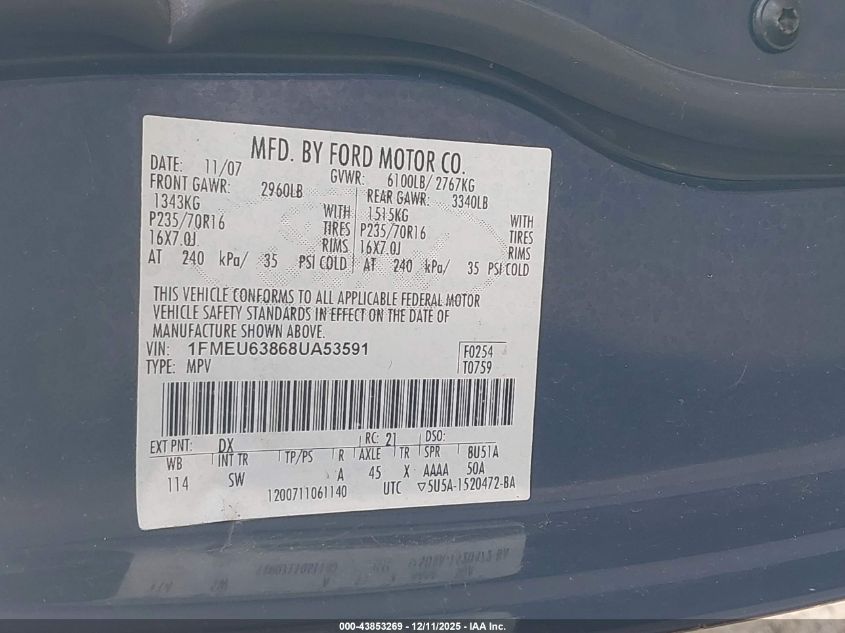 MFD. BY FORD MOTOR CO.
DATE: 11/07 GVWR: 6100LB/ 2767KG
FRONT GAWR: 2960LB REAR GAWR: 3340LB
1343KG WITH 1515KG WITH
P235/70R16 TIRES P235/70R16 TIRES
16X7.0J RIMS 16X7.0J RIMS
AT 240 kPa/ 35 PSI COLD AT 240 kPa/ 35 PSI COLD
THIS VEHICLE CONFORMS TO ALL APPLICABLE FEDERAL MOTOR
VEHICLE SAFETY STANDARDS IN EFFECT ON THE DATE OF
MANUFACTURE SHOWN ABOVE.
VIN: 1FMEU63868UA53591 F0254
TYPE: MPV T0759
EXT PNT: DX RC: 21 DSO:
WB INT TR TP/PS R AXLE TR SPR BU51A
114 SW A 45 X AAAA 50A
1200711061140 UTC ▽5U5A-1520472-BA
000-43853269 - 12/11/2025 - IAA Inc.